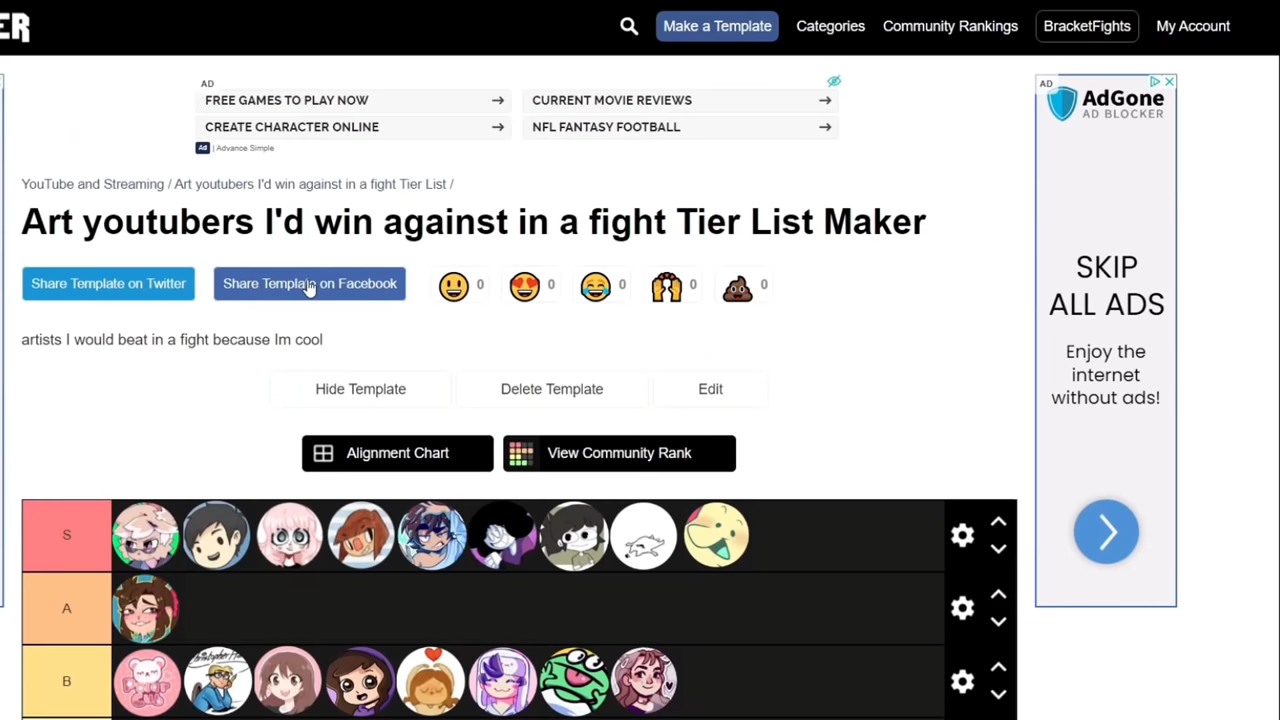 ER
Make a Template
Categories
Community Rankings
BracketFights
My Account
AD
FREE GAMES TO PLAY NOW
CURRENT MOVIE REVIEWS
CREATE CHARACTER ONLINE
NFL FANTASY FOOTBALL
Ad | Advance Simple
AD
AdGone
AD BLOCKER
SKIP
ALL ADS
Enjoy the
internet
without ads!
YouTube and Streaming / Art youtubers I'd win against in a fight Tier List /
Art youtubers I'd win against in a fight Tier List Maker
Share Template on Twitter
Share Template on Facebook
0
0
0
0
0
artists I would beat in a fight because Im cool
Hide Template
Delete Template
Edit
Alignment Chart
View Community Rank
S
A
B